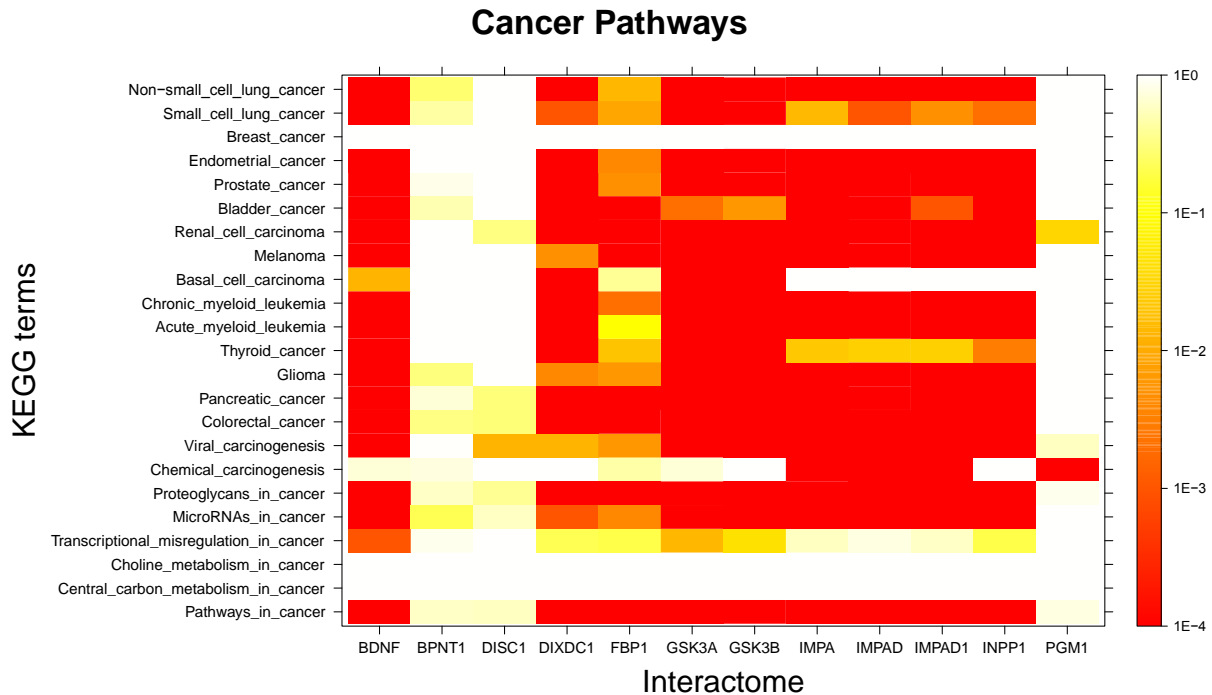 Cancer Pathways
KEGG terms
Non−small_cell_lung_cancer
Small_cell_lung_cancer
Breast_cancer
Endometrial_cancer
Prostate_cancer
Bladder_cancer
Renal_cell_carcinoma
Melanoma
Basal_cell_carcinoma
Chronic_myeloid_leukemia
Acute_myeloid_leukemia
Thyroid_cancer
Glioma
Pancreatic_cancer
Colorectal_cancer
Viral_carcinogenesis
Chemical_carcinogenesis
Proteoglycans_in_cancer
MicroRNAs_in_cancer
Transcriptional_misregulation_in_cancer
Choline_metabolism_in_cancer
Central_carbon_metabolism_in_cancer
Pathways_in_cancer
BDNF BPNT1 DISC1 DIXDC1 FBP1 GSK3A GSK3B IMPA IMPAD IMPAD1 INPP1 PGM1
Interactome
1E0
1E−1
1E−2
1E−3
1E−4